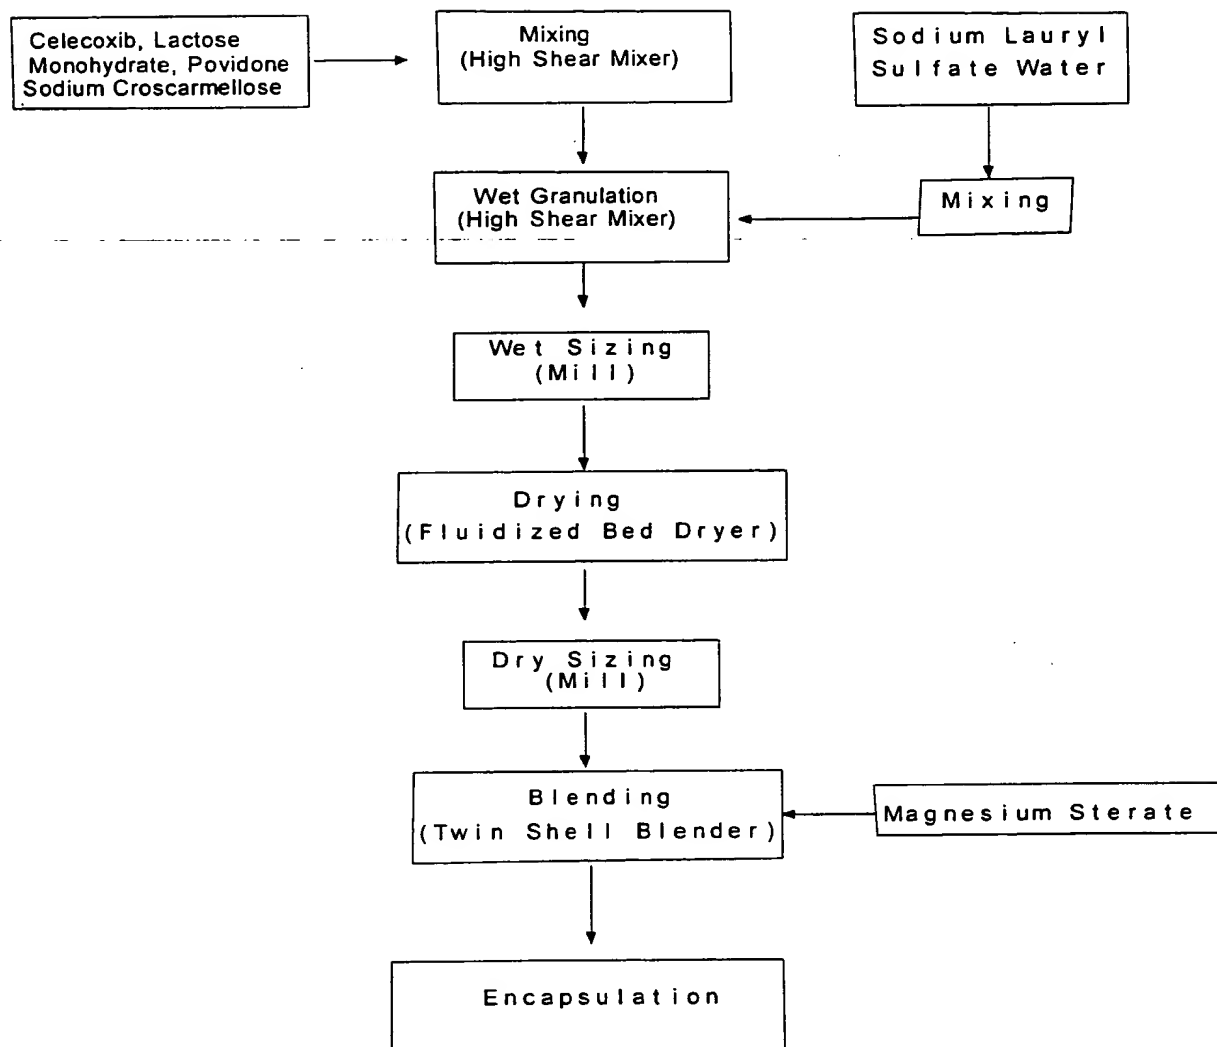 Celecoxib, Lactose
Monohydrate, Povidone
Sodium Croscarmellose
Mixing
(High Shear Mixer)
Sodium Lauryl
Sulfate Water
Wet Granulation
(High Shear Mixer)
Mixing
Wet Sizing
(Mill)
Drying
(Fluidized Bed Dryer)
Dry Sizing
(Mill)
Blending
(Twin Shell Blender)
Magnesium Sterate
Encapsulation